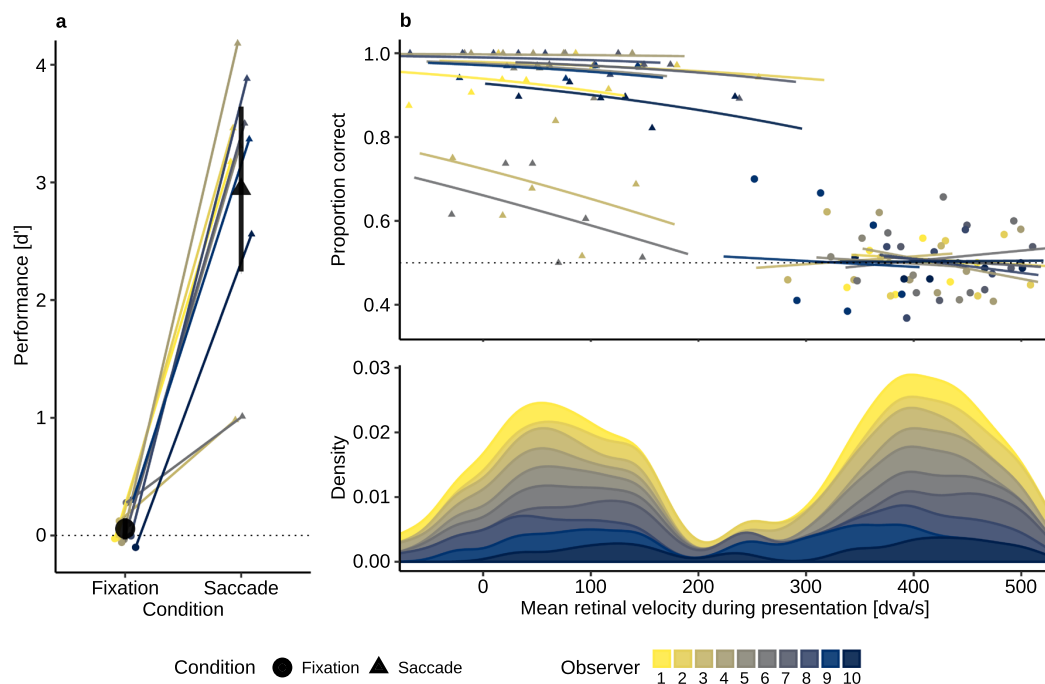 a
Performance [d']
4
3
2
1
0
Fixation Saccade
Condition
b
Proportion correct
1.0
0.8
0.6
0.4
Density
0.03
0.02
0.01
0.00
0 100 200 300 400 500
Mean retinal velocity during presentation [dva/s]
Condition Fixation Saccade Observer
1 2 3 4 5 6 7 8 9 10